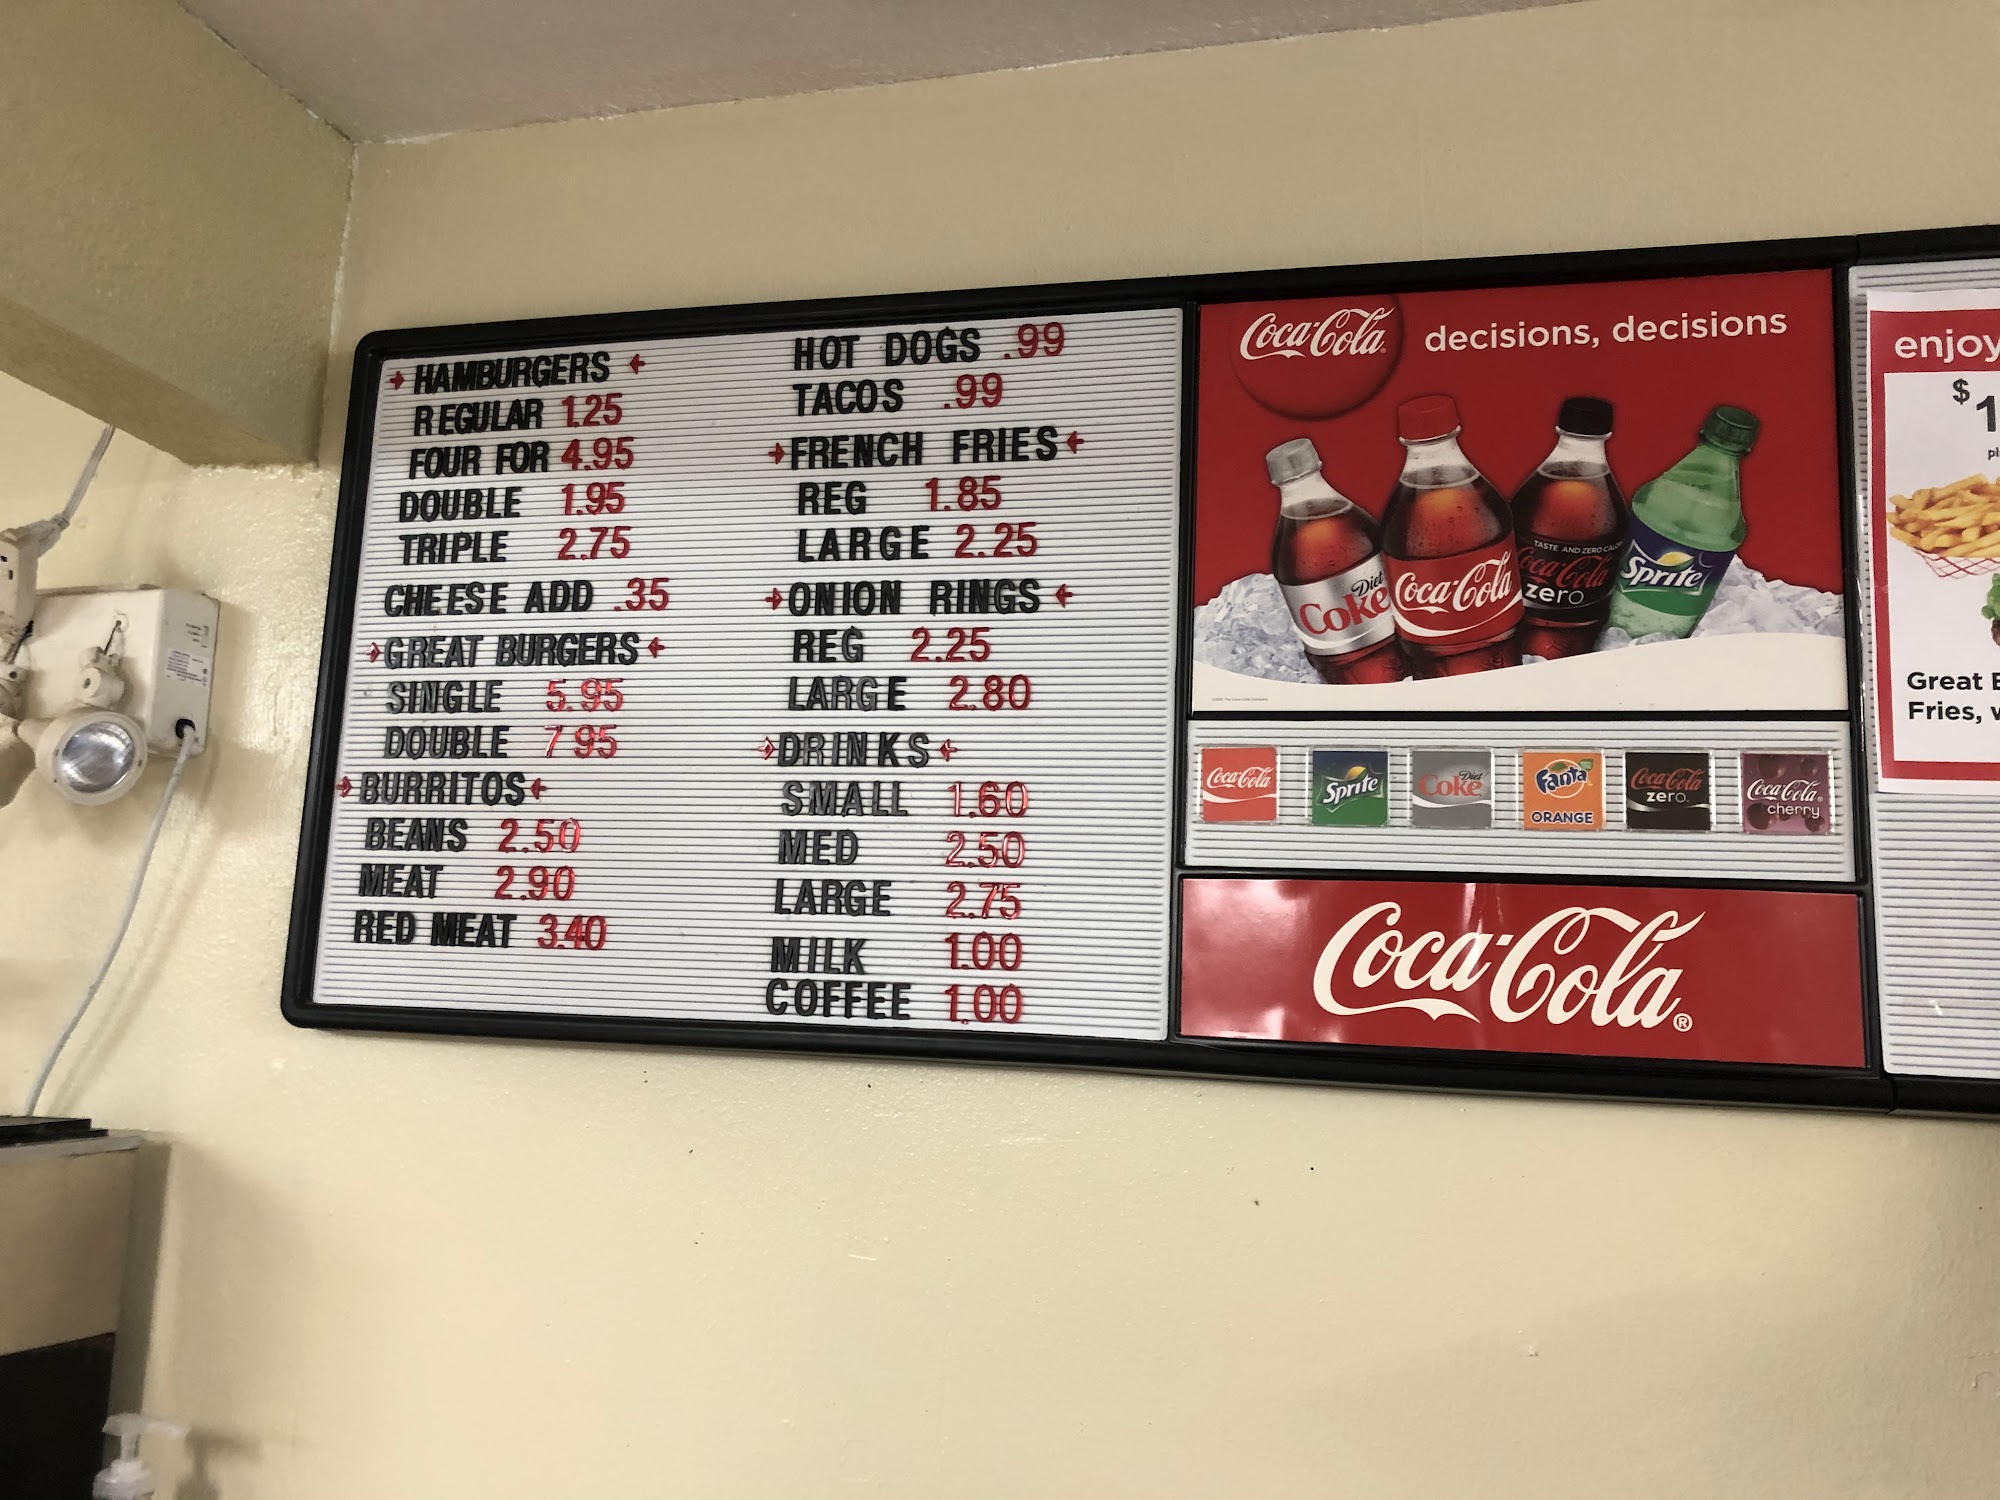 HAMBURGERS
REGULAR 1.25
FOUR FOR 4.95
DOUBLE 1.95
TRIPLE 2.75
CHEESE ADD .35
GREAT BURGERS
SINGLE 5.95
DOUBLE 7.95
BURRITOS
BEANS 2.50
MEAT 2.90
RED MEAT 3.40
HOT DOGS .99
TACOS .99
FRENCH FRIES
REG 1.85
LARGE 2.25
ONION RINGS
REG 2.25
LARGE 2.80
DRINKS
SMALL 1.60
MED 2.50
LARGE 2.75
MILK 1.00
COFFEE 1.00
Coca-Cola decisions, decisions
Diet Coke
Coca-Cola
TASTE AND ZERO
Coca-Cola zero
Sprite
Coca-Cola
Sprite
Diet Coke
Fanta ORANGE
Coca-Cola zero
Coca-Cola cherry
Coca-Cola ®
enjoy
$1
Great
Fries,